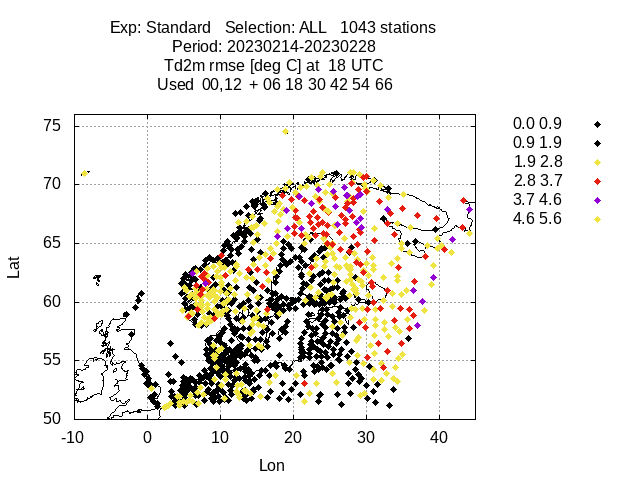 Exp: Standard Selection: ALL 1043 stations
Period: 20230214-20230228
Td2m rmse [deg C] at 18 UTC
Used 00,12 + 06 18 30 42 54 66
75
70
65
60
55
50
Lat
-10 0 10 20 30 40
Lon
0.0 0.9
0.9 1.9
1.9 2.8
2.8 3.7
3.7 4.6
4.6 5.6